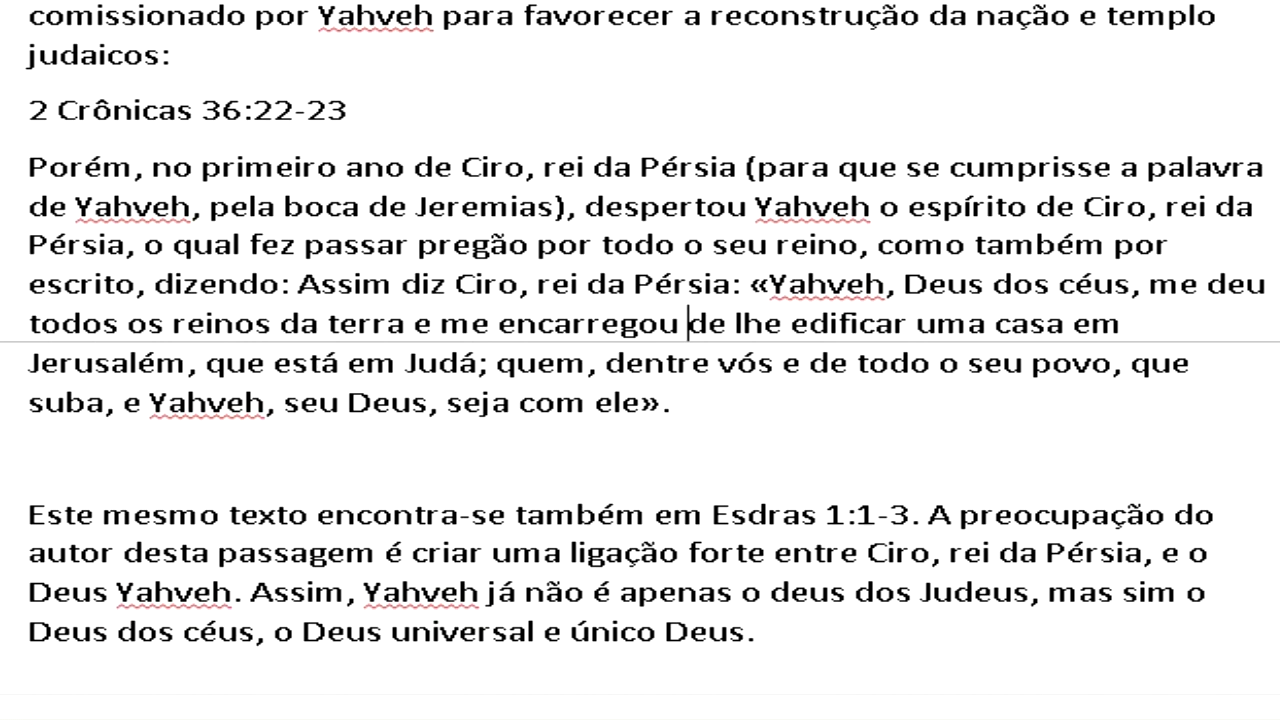 comissionado por Yahveh para favorecer a reconstrução da nação e templo
judaicos:
2 Crônicas 36:22-23
Porém, no primeiro ano de Ciro, rei da Pérsia (para que se cumprisse a palavra
de Yahveh, pela boca de Jeremias), despertou Yahveh o espírito de Ciro, rei da
Pérsia, o qual fez passar pregão por todo o seu reino, como também por
escrito, dizendo: Assim diz Ciro, rei da Pérsia: «Yahveh, Deus dos céus, me deu
todos os reinos da terra e me encarregou de lhe edificar uma casa em
Jerusalém, que está em Judá; quem, dentre vós e de todo o seu povo, que
suba, e Yahveh, seu Deus, seja com ele».
Este mesmo texto encontra-se também em Esdras 1:1-3. A preocupação do
autor desta passagem é criar uma ligação forte entre Ciro, rei da Pérsia, e o
Deus Yahveh. Assim, Yahveh já não é apenas o deus dos Judeus, mas sim o
Deus dos céus, o Deus universal e único Deus.